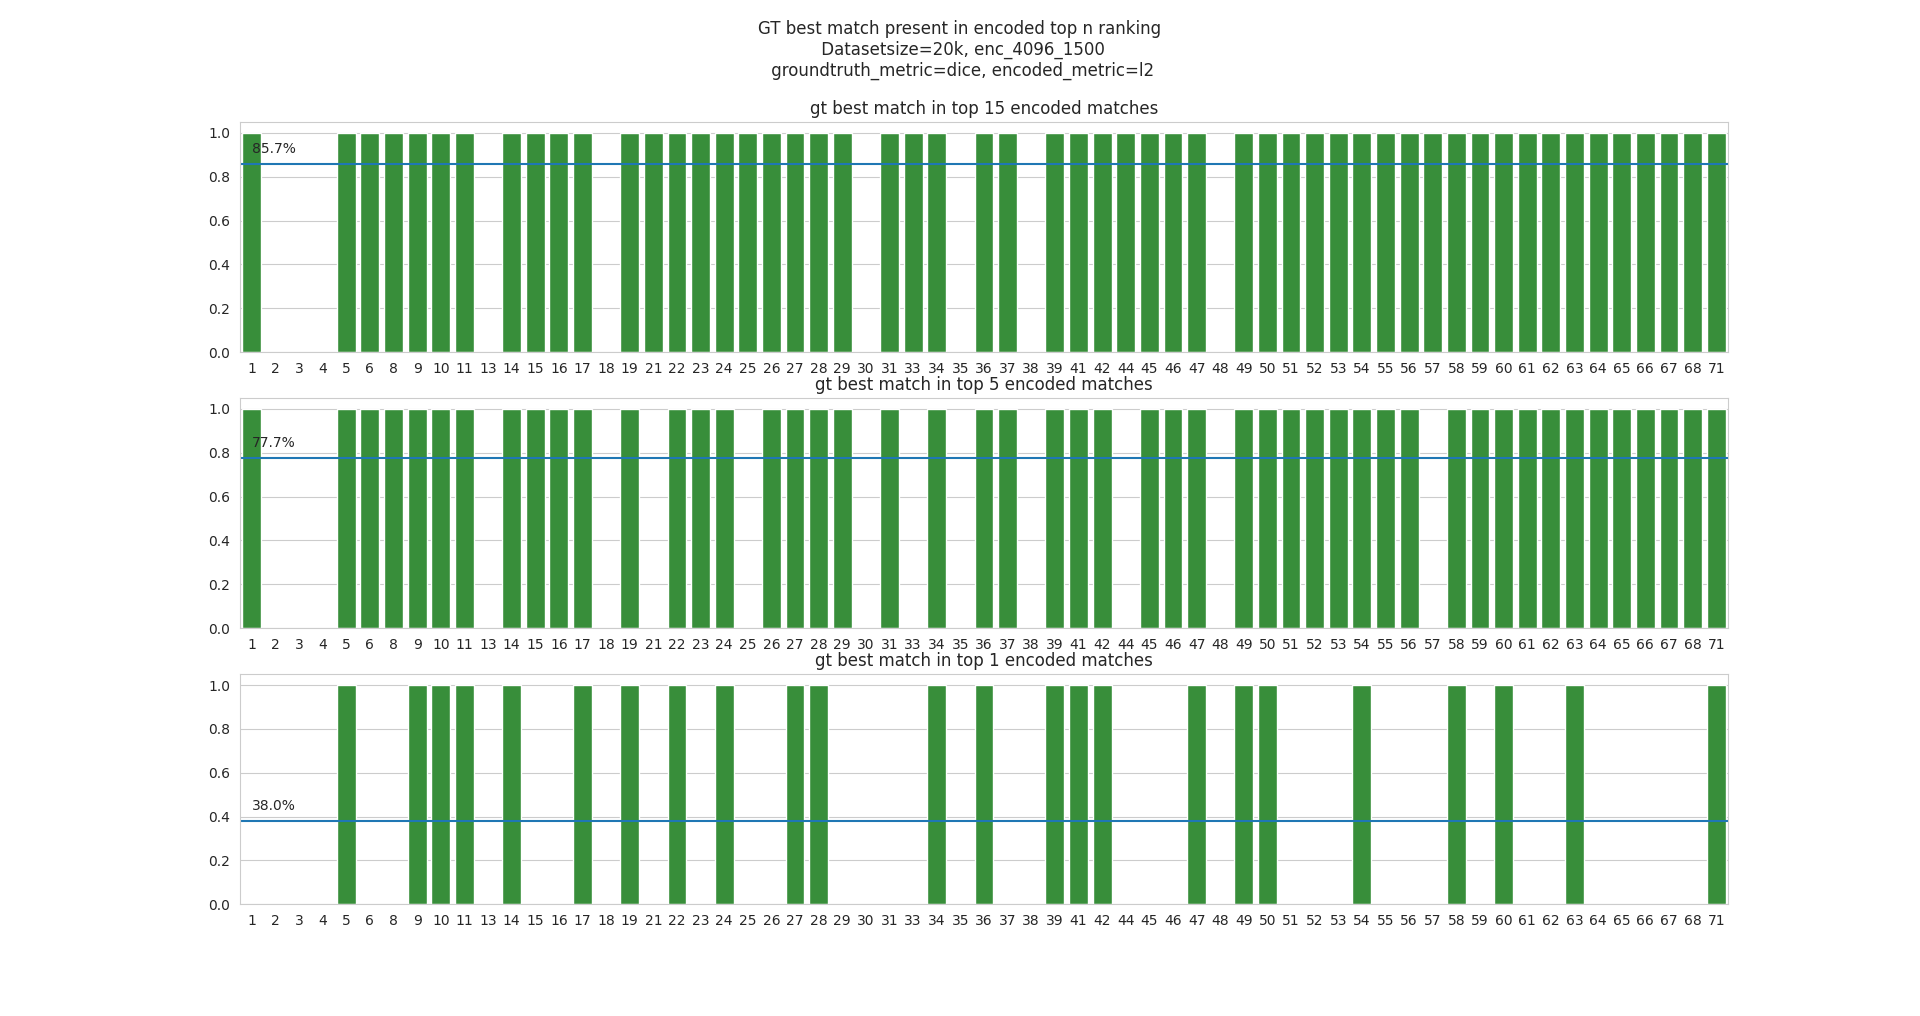 GT best match present in encoded top n ranking
Datasetsize=20k, enc_4096_1500
groundtruth_metric=dice, encoded_metric=l2
gt best match in top 15 encoded matches
1.0
85.7%
0.8
0.6
0.4
0.2
0.0
1 2 3 4 5 6 8 9 10 11 13 14 15 16 17 18 19 21 22 23 24 25 26 27 28 29 30 31 33 34 35 36 37 38 39 41 42 44 45 46 47 48 49 50 51 52 53 54 55 56 57 58 59 60 61 62 63 64 65 66 67 68 71
gt best match in top 5 encoded matches
1.0
77.7%
0.8
0.6
0.4
0.2
0.0
1 2 3 4 5 6 8 9 10 11 13 14 15 16 17 18 19 21 22 23 24 25 26 27 28 29 30 31 33 34 35 36 37 38 39 41 42 44 45 46 47 48 49 50 51 52 53 54 55 56 57 58 59 60 61 62 63 64 65 66 67 68 71
gt best match in top 1 encoded matches
1.0
0.8
0.6
38.0%
0.4
0.2
0.0
1 2 3 4 5 6 8 9 10 11 13 14 15 16 17 18 19 21 22 23 24 25 26 27 28 29 30 31 33 34 35 36 37 38 39 41 42 44 45 46 47 48 49 50 51 52 53 54 55 56 57 58 59 60 61 62 63 64 65 66 67 68 71